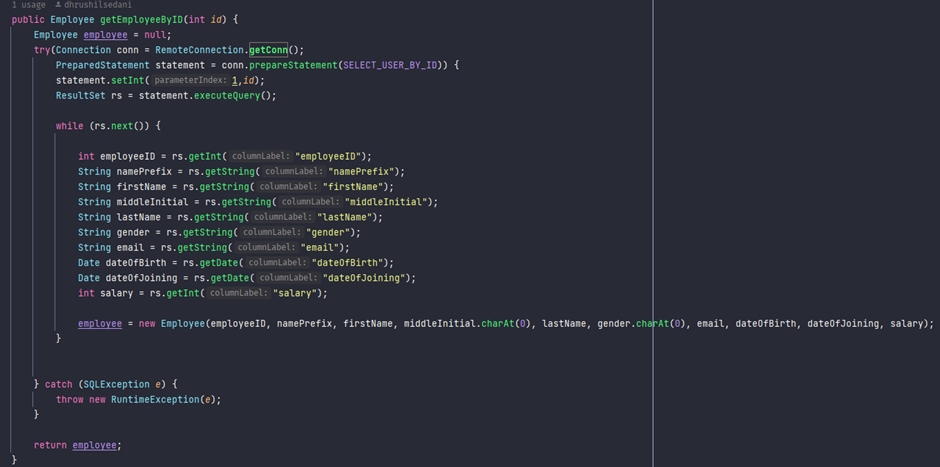 1 usage dhrushilsedani
public Employee getEmployeeByID(int id) {
Employee employee = null;
try(Connection conn = RemoteConnection.getConn();
PreparedStatement statement = conn.prepareStatement(SELECT_USER_BY_ID)) {
statement.setInt( parameterIndex: 1,id);
ResultSet rs = statement.executeQuery();
while (rs.next()) {
int employeeID = rs.getInt( columnLabel: "employeeID");
String namePrefix = rs.getString( columnLabel: "namePrefix");
String firstName = rs.getString( columnLabel: "firstName");
String middleInitial = rs.getString( columnLabel: "middleInitial");
String lastName = rs.getString( columnLabel: "lastName");
String gender = rs.getString( columnLabel: "gender");
String email = rs.getString( columnLabel: "email");
Date dateOfBirth = rs.getDate( columnLabel: "dateOfBirth");
Date dateOfJoining = rs.getDate( columnLabel: "dateOfJoining");
int salary = rs.getInt( columnLabel: "salary");
employee = new Employee(employeeID, namePrefix, firstName, middleInitial.charAt(0), lastName, gender.charAt(0), email, dateOfBirth, dateOfJoining, salary);
}
} catch (SQLException e) {
throw new RuntimeException(e);
}
return employee;
}